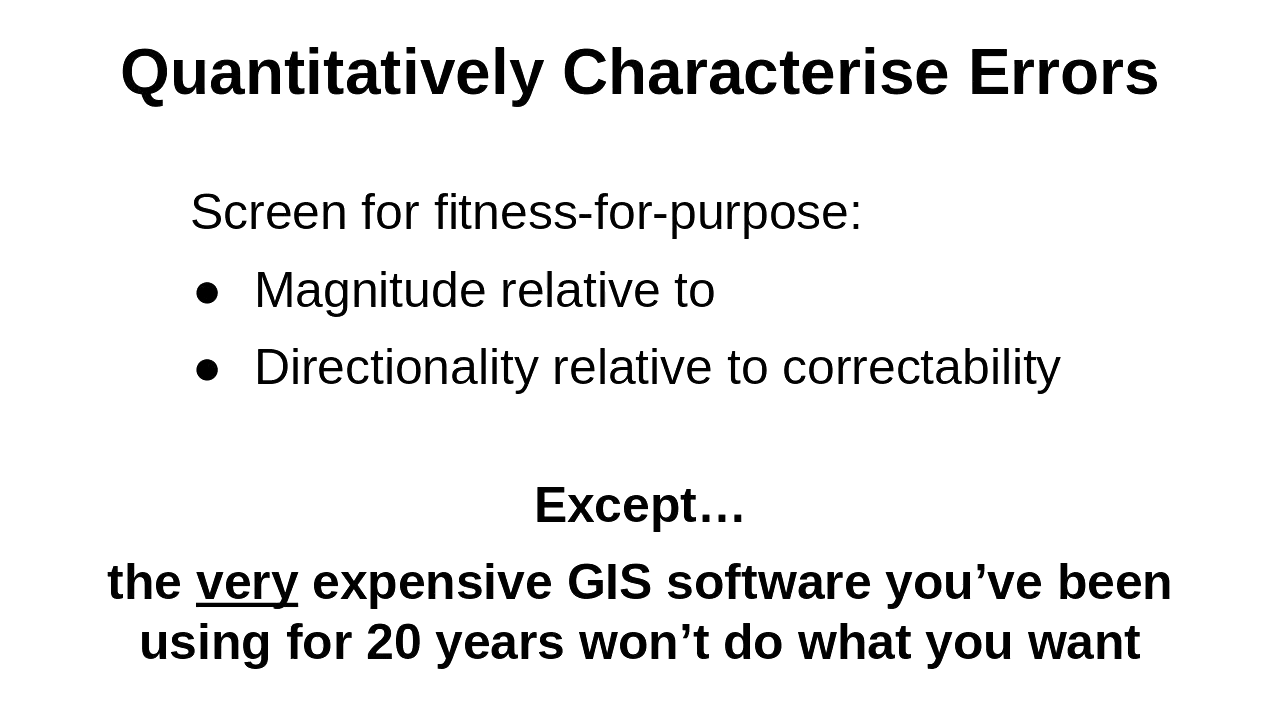 Quantitatively Characterise Errors
Screen for fitness-for-purpose:
● Magnitude relative to
● Directionality relative to correctability
Except…
the very expensive GIS software you’ve been
using for 20 years won’t do what you want